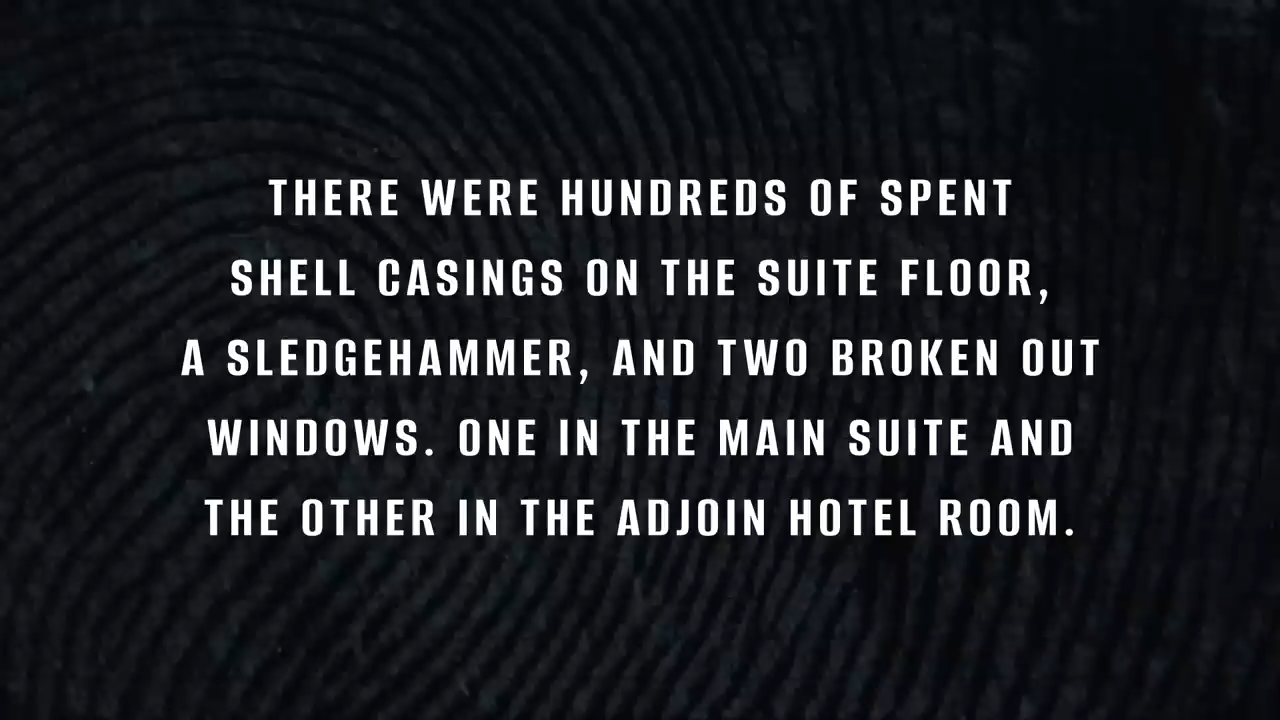 THERE WERE HUNDREDS OF SPENT
SHELL CASINGS ON THE SUITE FLOOR,
A SLEDGEHAMMER, AND TWO BROKEN OUT
WINDOWS. ONE IN THE MAIN SUITE AND
THE OTHER IN THE ADJOIN HOTEL ROOM.